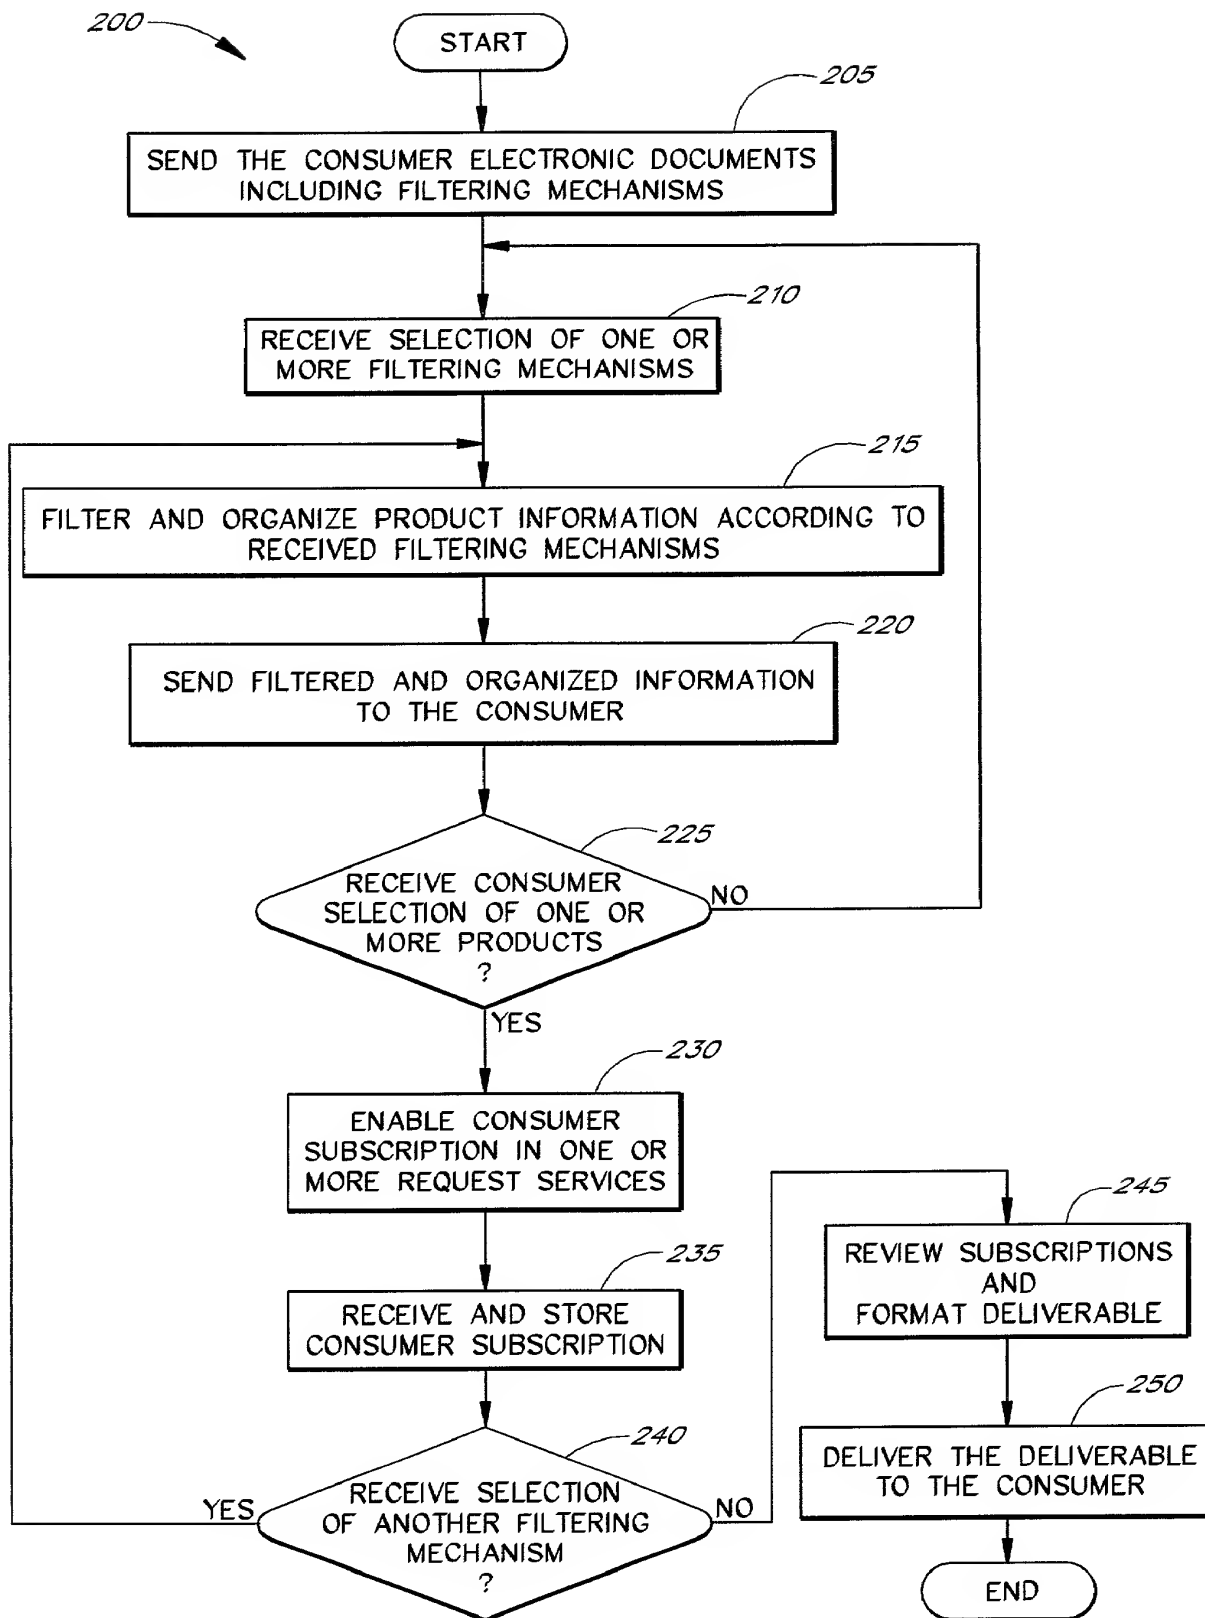 200
START
205
SEND THE CONSUMER ELECTRONIC DOCUMENTS
INCLUDING FILTERING MECHANISMS
210
RECEIVE SELECTION OF ONE OR
MORE FILTERING MECHANISMS
215
FILTER AND ORGANIZE PRODUCT INFORMATION ACCORDING TO
RECEIVED FILTERING MECHANISMS
220
SEND FILTERED AND ORGANIZED INFORMATION
TO THE CONSUMER
225
RECEIVE CONSUMER
SELECTION OF ONE OR
MORE PRODUCTS
?
NO
YES
230
ENABLE CONSUMER
SUBSCRIPTION IN ONE OR
MORE REQUEST SERVICES
235
RECEIVE AND STORE
CONSUMER SUBSCRIPTION
240
RECEIVE SELECTION
OF ANOTHER FILTERING
MECHANISM
?
YES
NO
245
REVIEW SUBSCRIPTIONS
AND
FORMAT DELIVERABLE
250
DELIVER THE DELIVERABLE
TO THE CONSUMER
END